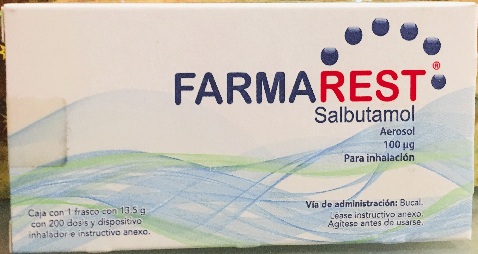 FARMAREST®
Salbutamol
Aerosol
100 µg
Para inhalación
Caja con 1 frasco con 13.5 g
con 200 dosis y dispositivo
inhalador e instructivo anexo.
Vía de administración: Bucal.
Léase instructivo anexo.
Agítese antes de usarse.